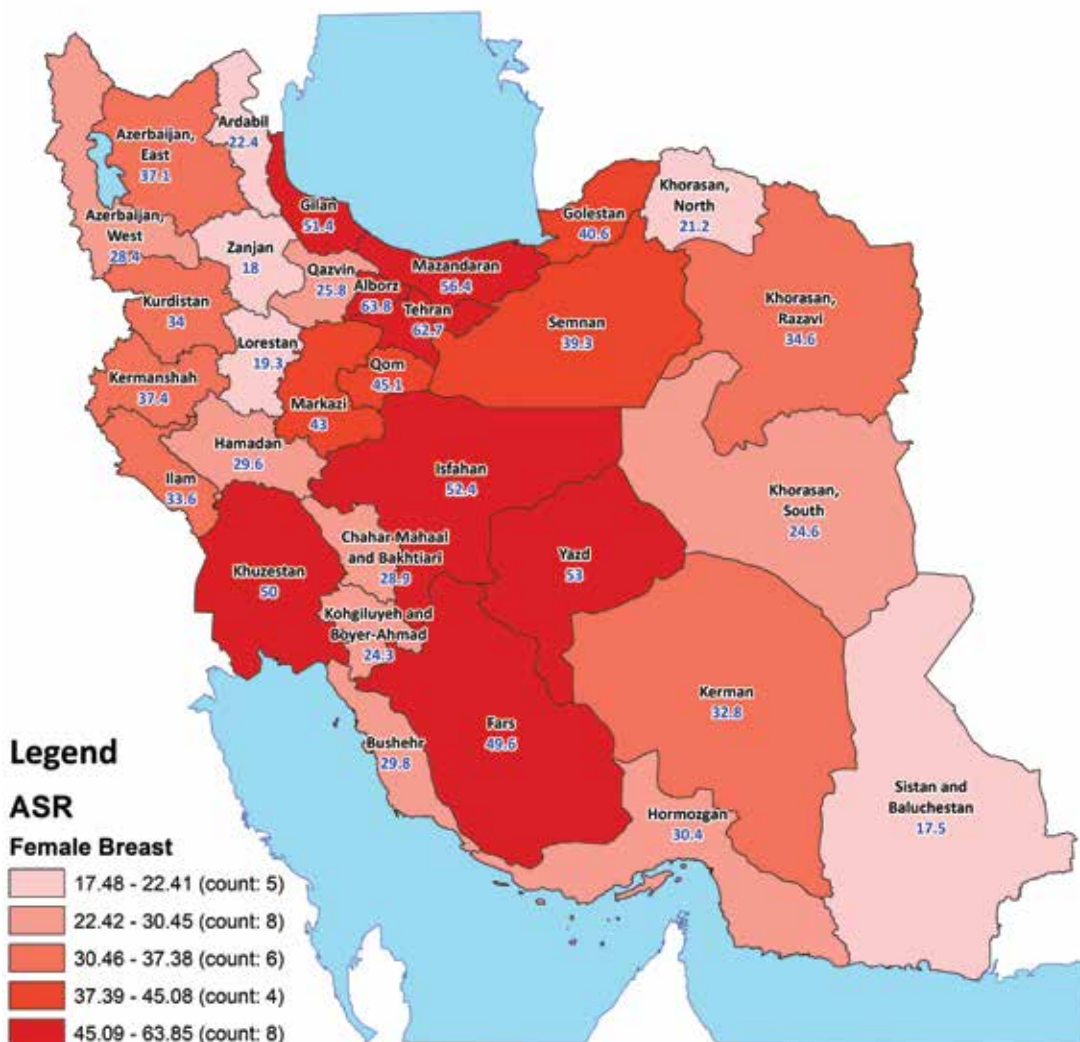 Ardabil
22.4
Azerbaijan,
East
37.1
Gilan
51.4
Khorasan,
North
21.2
Golestan
40.6
Azerbaijan,
West
28.4
Zanjan
18
Qazvin
25.8
Alborz
63.8
Mazandaran
56.4
Tehran
62.7
Kurdistan
34
Khorasan,
Razavi
34.6
Semnan
39.3
Lorestan
19.3
Qom
45.1
Kermanshah
37.4
Markazi
43
Hamadan
29.6
Ilam
33.6
Isfahan
52.4
Khorasan,
South
24.6
Chahar-Mahaal
and Bakhtiari
28.9
Yazd
53
Khuzestan
50
Kohgiluyeh and
Boyer-Ahmad
24.3
Kerman
32.8
Fars
49.6
Bushehr
29.8
Sistan and
Baluchestan
17.5
Hormozgan
30.4
Legend
ASR
Female Breast
17.48 - 22.41 (count: 5)
22.42 - 30.45 (count: 8)
30.46 - 37.38 (count: 6)
37.39 - 45.08 (count: 4)
45.09 - 63.85 (count: 8)